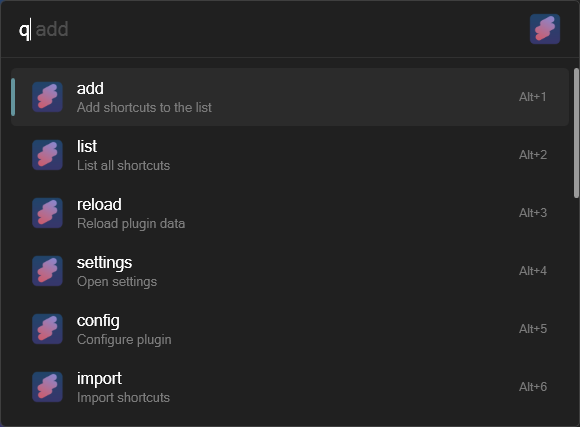 q add
add
Add shortcuts to the list
Alt+1
list
List all shortcuts
Alt+2
reload
Reload plugin data
Alt+3
settings
Open settings
Alt+4
config
Configure plugin
Alt+5
import
Import shortcuts
Alt+6